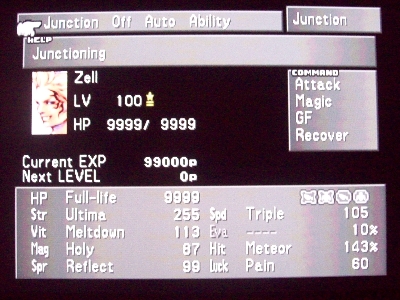 Junction Off Auto Ability
Junction
HELP
Junctioning
Zell
LV 100
HP 9999/ 9999
COMMAND
Attack
Magic
GF
Recover
Current EXP 99000p
Next LEVEL 0p
HP Full-life 9999
Str Ultima 255 Spd Triple 105
Vit Meltdown 113 Eva ---- 10%
Mag Holy 87 Hit Meteor 143%
Spr Reflect 99 Luck Pain 60